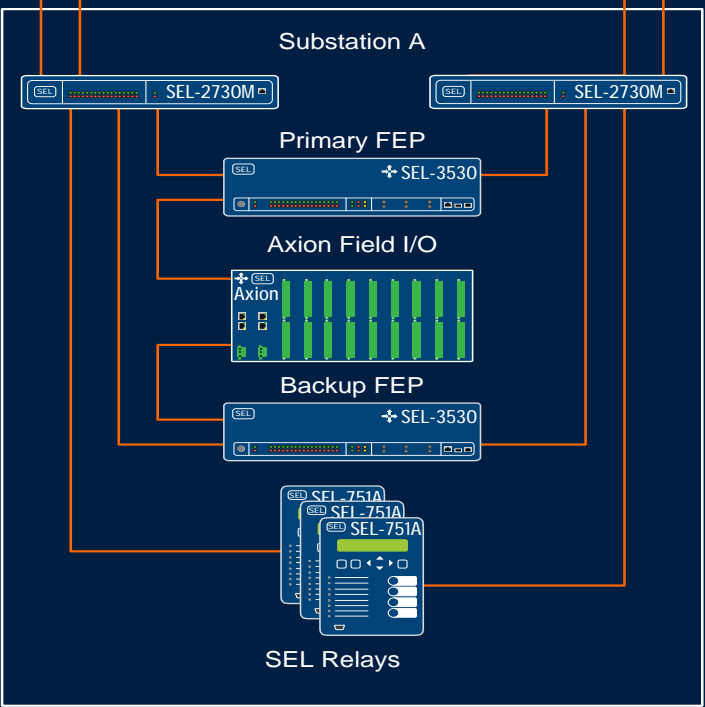 Substation A
SEL SEL-2730M
SEL SEL-2730M
Primary FEP
SEL SEL-3530
Axion Field I/O
SEL
Axion
Backup FEP
SEL SEL-3530
SEL SEL-751A
SEL SEL-751A
SEL SEL-751A
SEL Relays